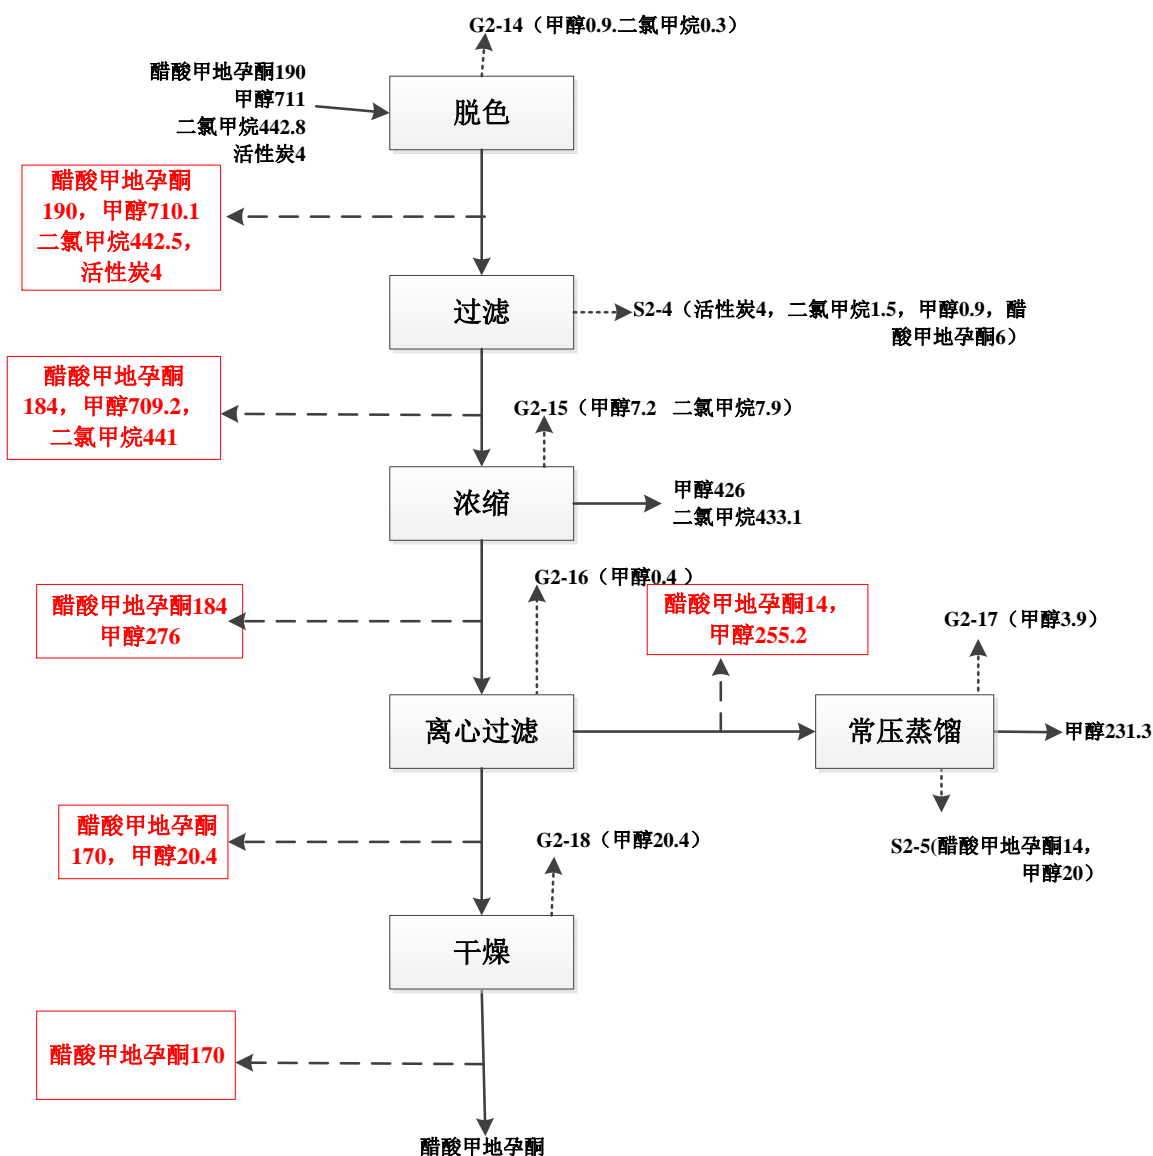 G2-14（甲醇0.9.二氯甲烷0.3）
醋酸甲地孕酮190
甲醇711
二氯甲烷442.8
活性炭4
脱色
醋酸甲地孕酮
190，甲醇710.1
二氯甲烷442.5，
活性炭4
过滤
S2-4（活性炭4，二氯甲烷1.5，甲醇0.9，醋
酸甲地孕酮6）
醋酸甲地孕酮
184，甲醇709.2，
二氯甲烷441
G2-15（甲醇7.2 二氯甲烷7.9）
浓缩
甲醇426
二氯甲烷433.1
G2-16（甲醇0.4 ）
醋酸甲地孕酮184
甲醇276
醋酸甲地孕酮14，
甲醇255.2
G2-17（甲醇3.9）
离心过滤
常压蒸馏
甲醇231.3
醋酸甲地孕酮
170，甲醇20.4
G2-18（甲醇20.4）
S2-5(醋酸甲地孕酮14，
甲醇20）
干燥
醋酸甲地孕酮170
醋酸甲地孕酮